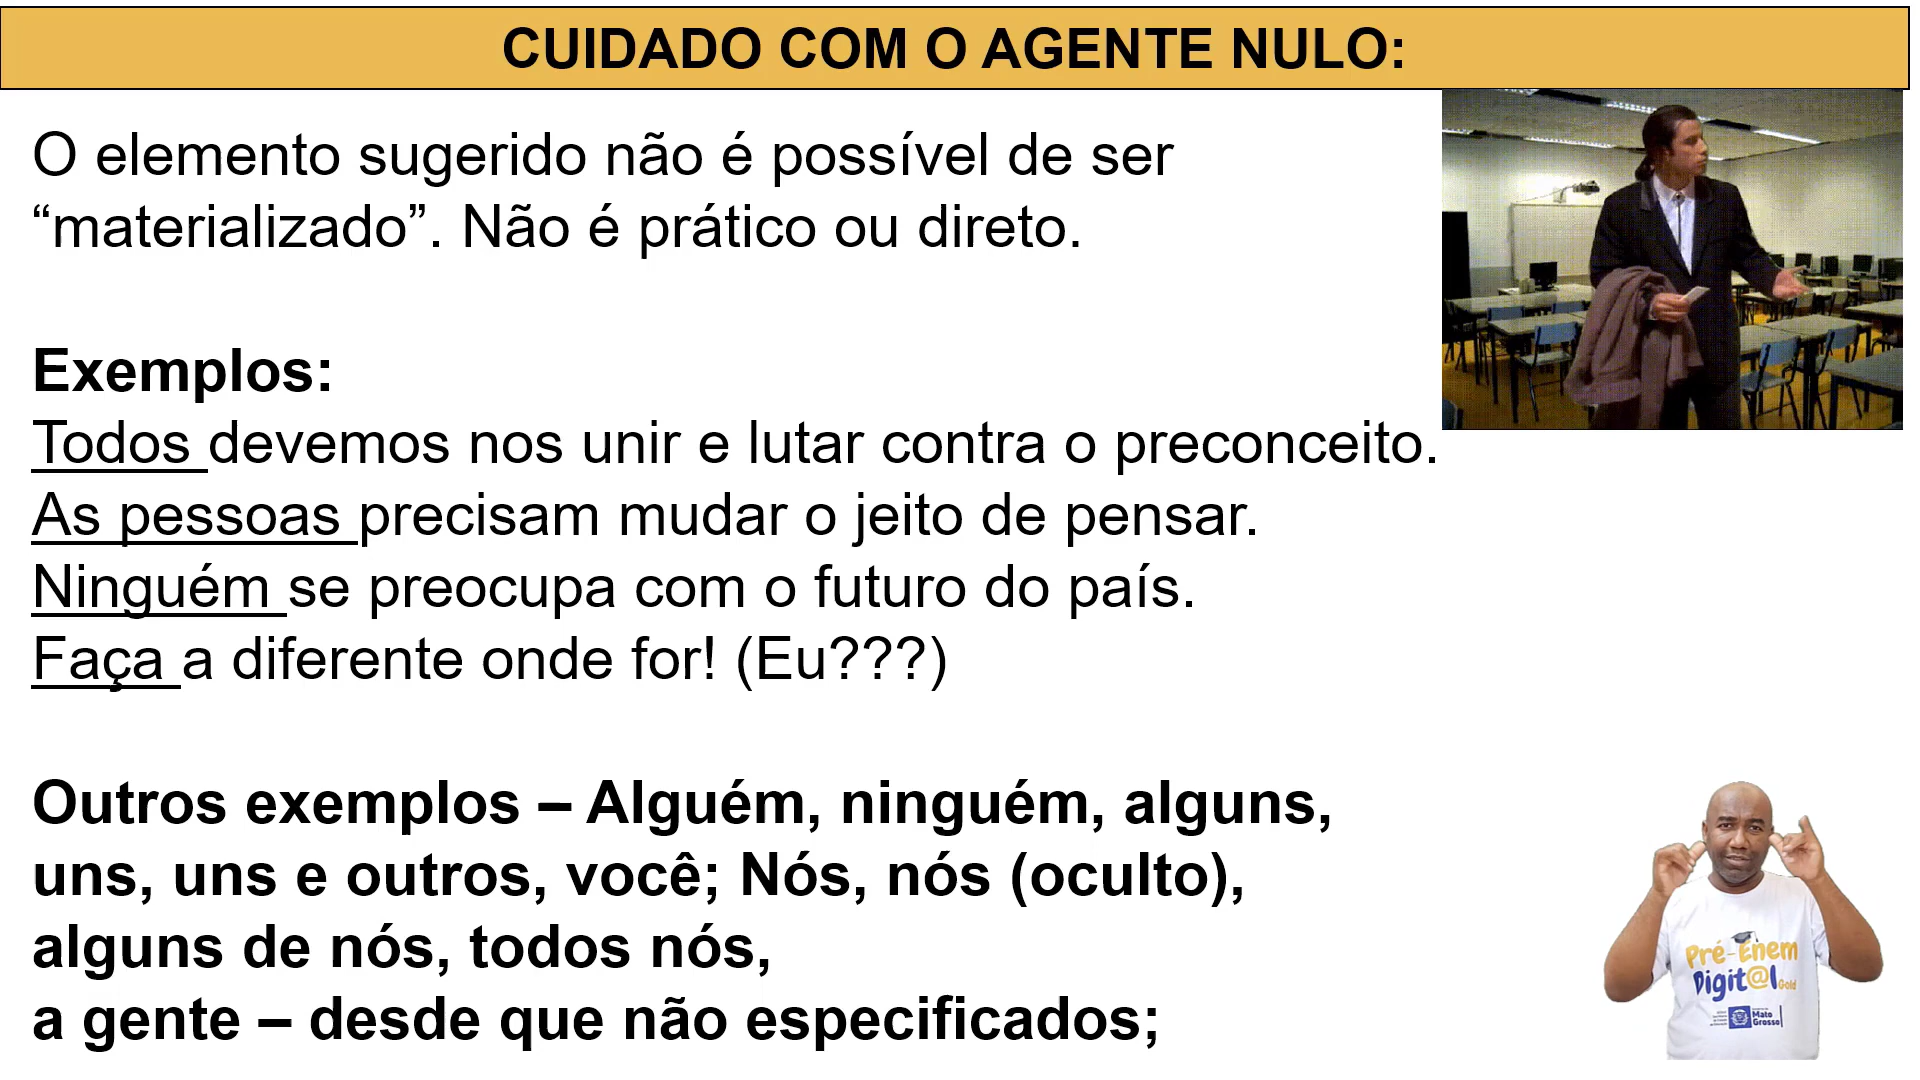 CUIDADO COM O AGENTE NULO:
O elemento sugerido não é possível de ser
“materializado”. Não é prático ou direto.
Exemplos:
Todos devemos nos unir e lutar contra o preconceito.
As pessoas precisam mudar o jeito de pensar.
Ninguém se preocupa com o futuro do país.
Faça a diferente onde for! (Eu???)
Outros exemplos – Alguém, ninguém, alguns,
uns, uns e outros, você; Nós, nós (oculto),
alguns de nós, todos nós,
a gente – desde que não especificados;
Pré-Enem
Digit@l
Gold
Mato
Grosso